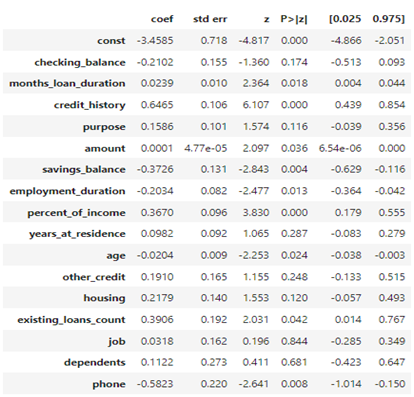 coef std err z P>|z| [0.025 0.975]
const -3.4585 0.718 -4.817 0.000 -4.866 -2.051
checking_balance -0.2102 0.155 -1.360 0.174 -0.513 0.093
months_loan_duration 0.0239 0.010 2.364 0.018 0.004 0.044
credit_history 0.6465 0.106 6.107 0.000 0.439 0.854
purpose 0.1586 0.101 1.574 0.116 -0.039 0.356
amount 0.0001 4.77e-05 2.097 0.036 6.54e-06 0.000
savings_balance -0.3726 0.131 -2.843 0.004 -0.629 -0.116
employment_duration -0.2034 0.082 -2.477 0.013 -0.364 -0.042
percent_of_income 0.3670 0.096 3.830 0.000 0.179 0.555
years_at_residence 0.0982 0.092 1.065 0.287 -0.083 0.279
age -0.0204 0.009 -2.253 0.024 -0.038 -0.003
other_credit 0.1910 0.165 1.155 0.248 -0.133 0.515
housing 0.2179 0.140 1.553 0.120 -0.057 0.493
existing_loans_count 0.3906 0.192 2.031 0.042 0.014 0.767
job 0.0318 0.162 0.196 0.844 -0.285 0.349
dependents 0.1122 0.273 0.411 0.681 -0.423 0.647
phone -0.5823 0.220 -2.641 0.008 -1.014 -0.150